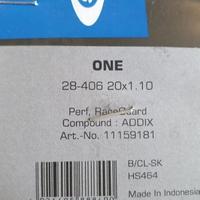 ONE
28-406 20x1.10
Perf, RaceGuard
Compound : ADDIX
Art.-No. 11159181
B/CL-SK
HS464
Made in Indonesia